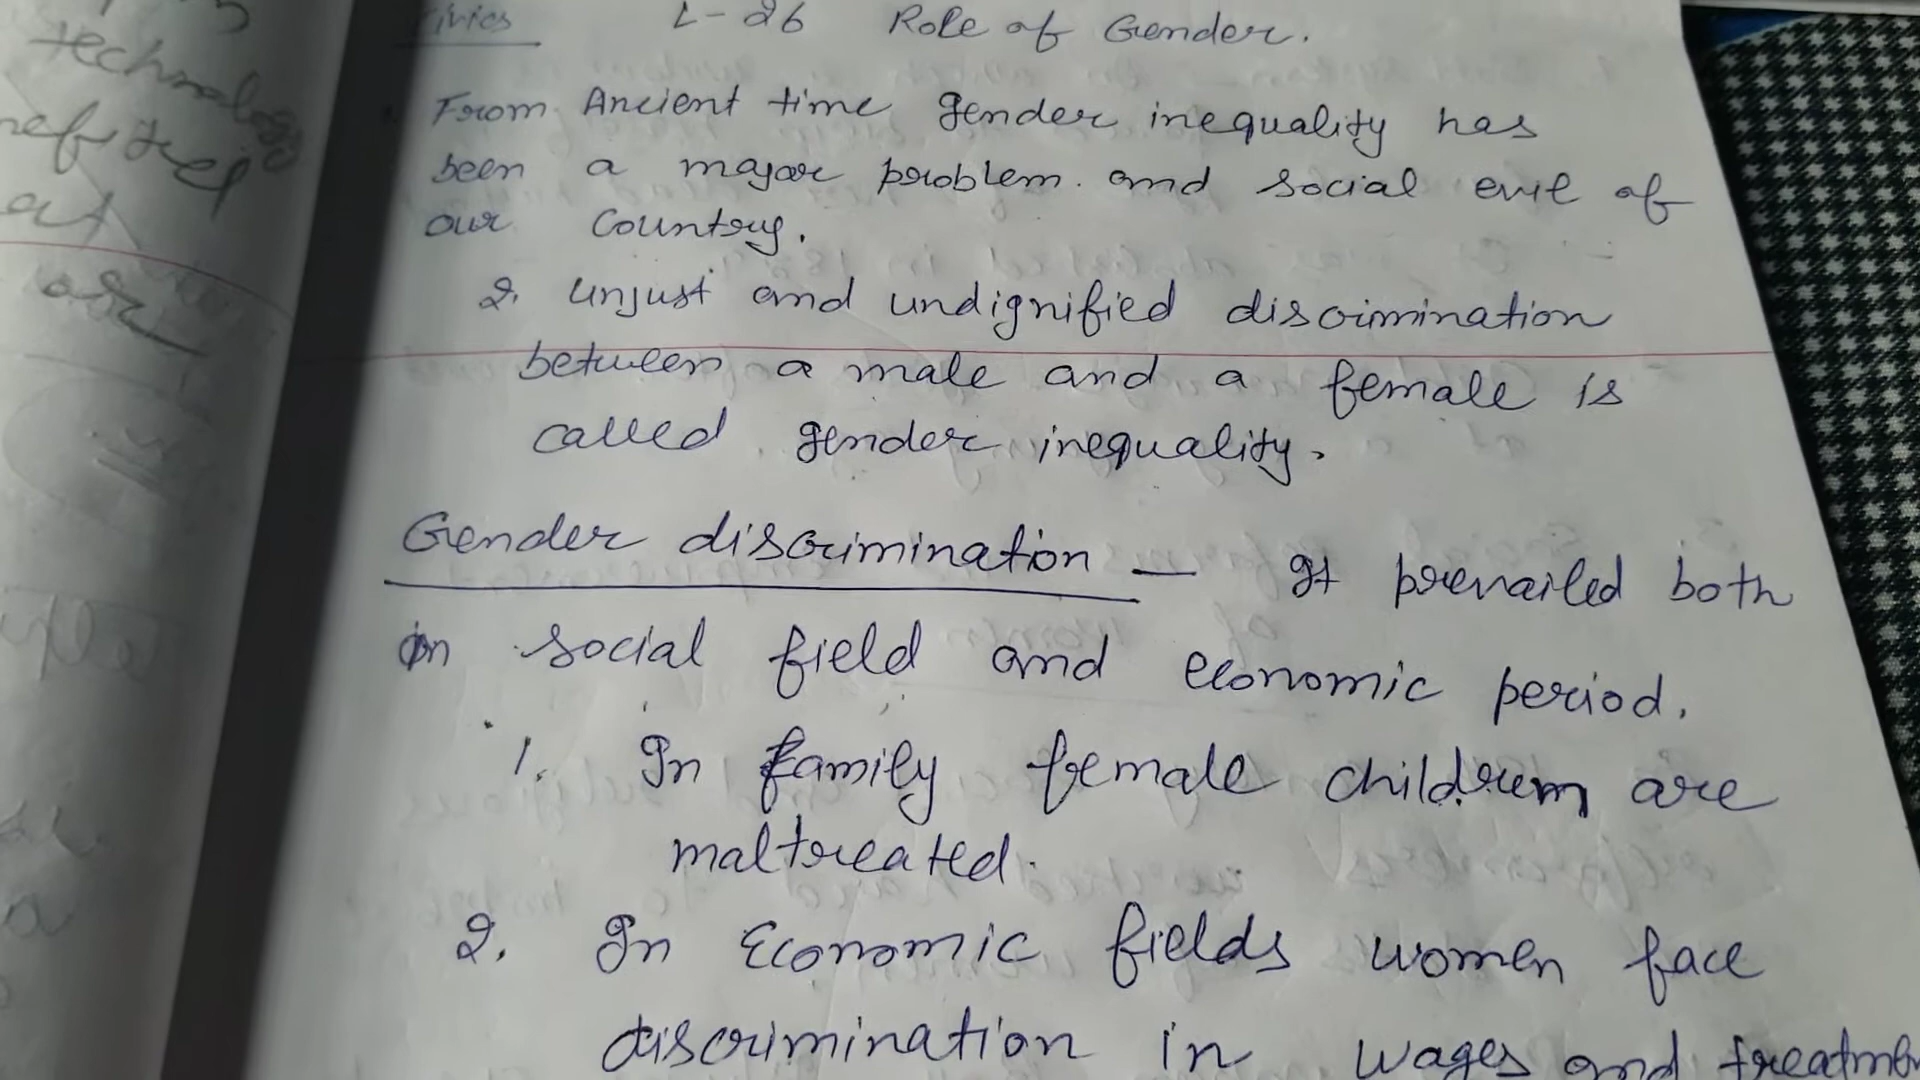 Civics L-26 Role of Gender.
From Ancient time gender inequality has
been a major problem and social evil of
our Country.
2. Unjust and undignified discrimination
between a male and a female is
called gender inequality.
Gender discrimination — It prevailed both
in social field and economic period.
1. In family female children are
maltreated.
2. In Economic fields women face
discrimination in wages and treatmen
technology
at